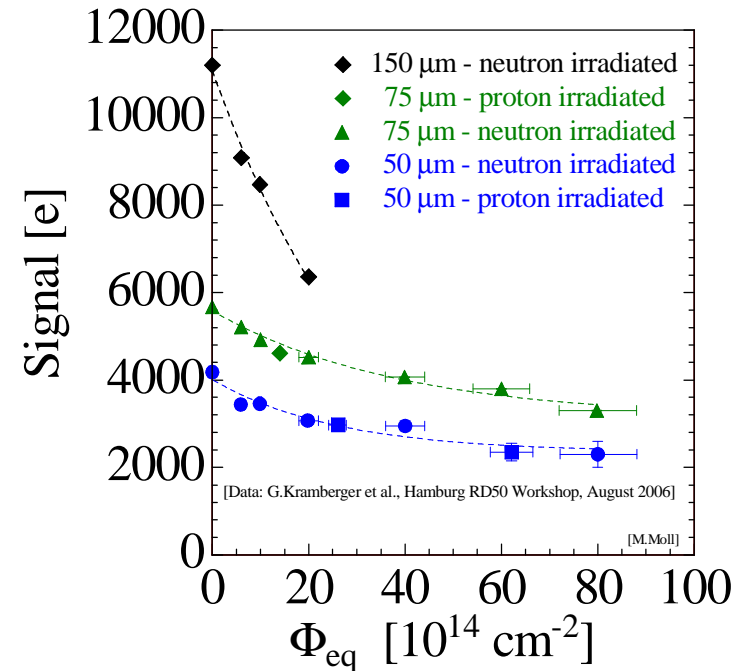 12000
10000
8000
6000
4000
2000
0
Signal [e]
150 μm - neutron irradiated
75 μm - proton irradiated
75 μm - neutron irradiated
50 μm - neutron irradiated
50 μm - proton irradiated
[Data: G.Kramberger et al., Hamburg RD50 Workshop, August 2006]
[M.Moll]
0 20 40 60 80 100
Φeq [10^14 cm^-2]